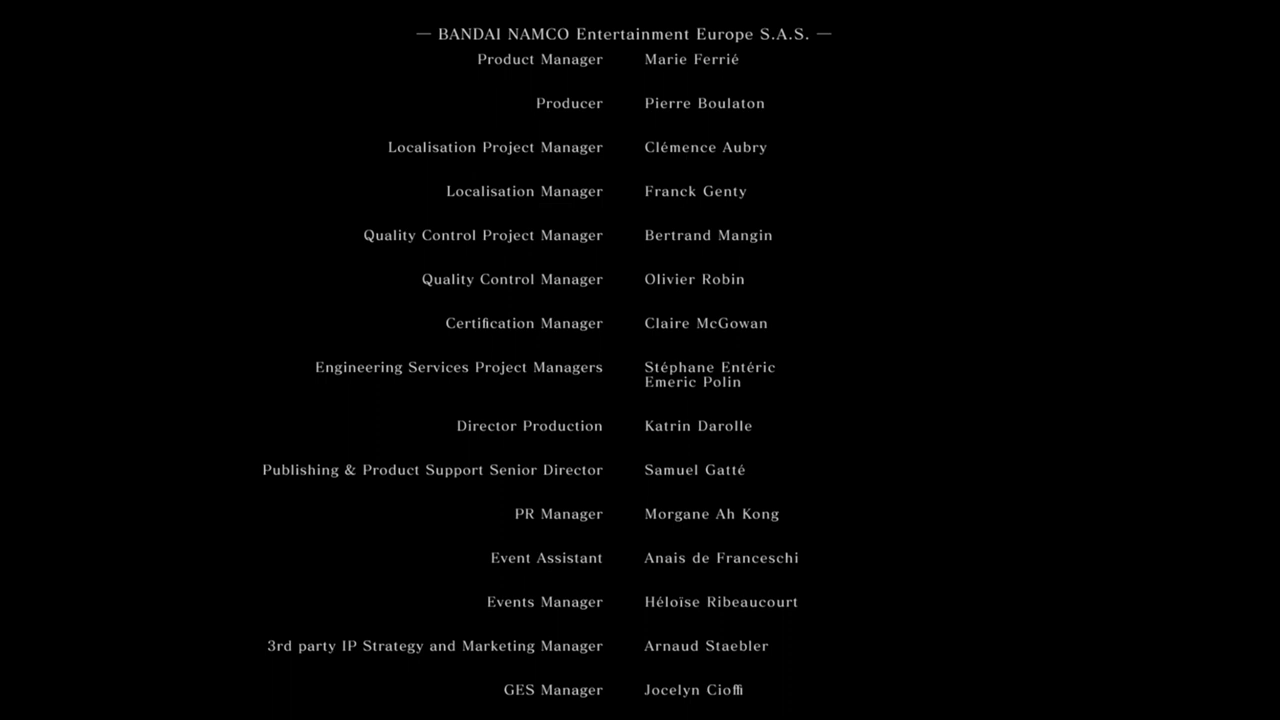 — BANDAI NAMCO Entertainment Europe S.A.S. —
Product Manager Marie Ferrié
Producer Pierre Boulaton
Localisation Project Manager Clémence Aubry
Localisation Manager Franck Genty
Quality Control Project Manager Bertrand Mangin
Quality Control Manager Olivier Robin
Certification Manager Claire McGowan
Engineering Services Project Managers Stéphane Entéric
Emeric Polin
Director Production Katrin Darolle
Publishing & Product Support Senior Director Samuel Gatté
PR Manager Morgane Ah Kong
Event Assistant Anais de Franceschi
Events Manager Héloïse Ribeaucourt
3rd party IP Strategy and Marketing Manager Arnaud Staebler
GES Manager Jocelyn Cioffi